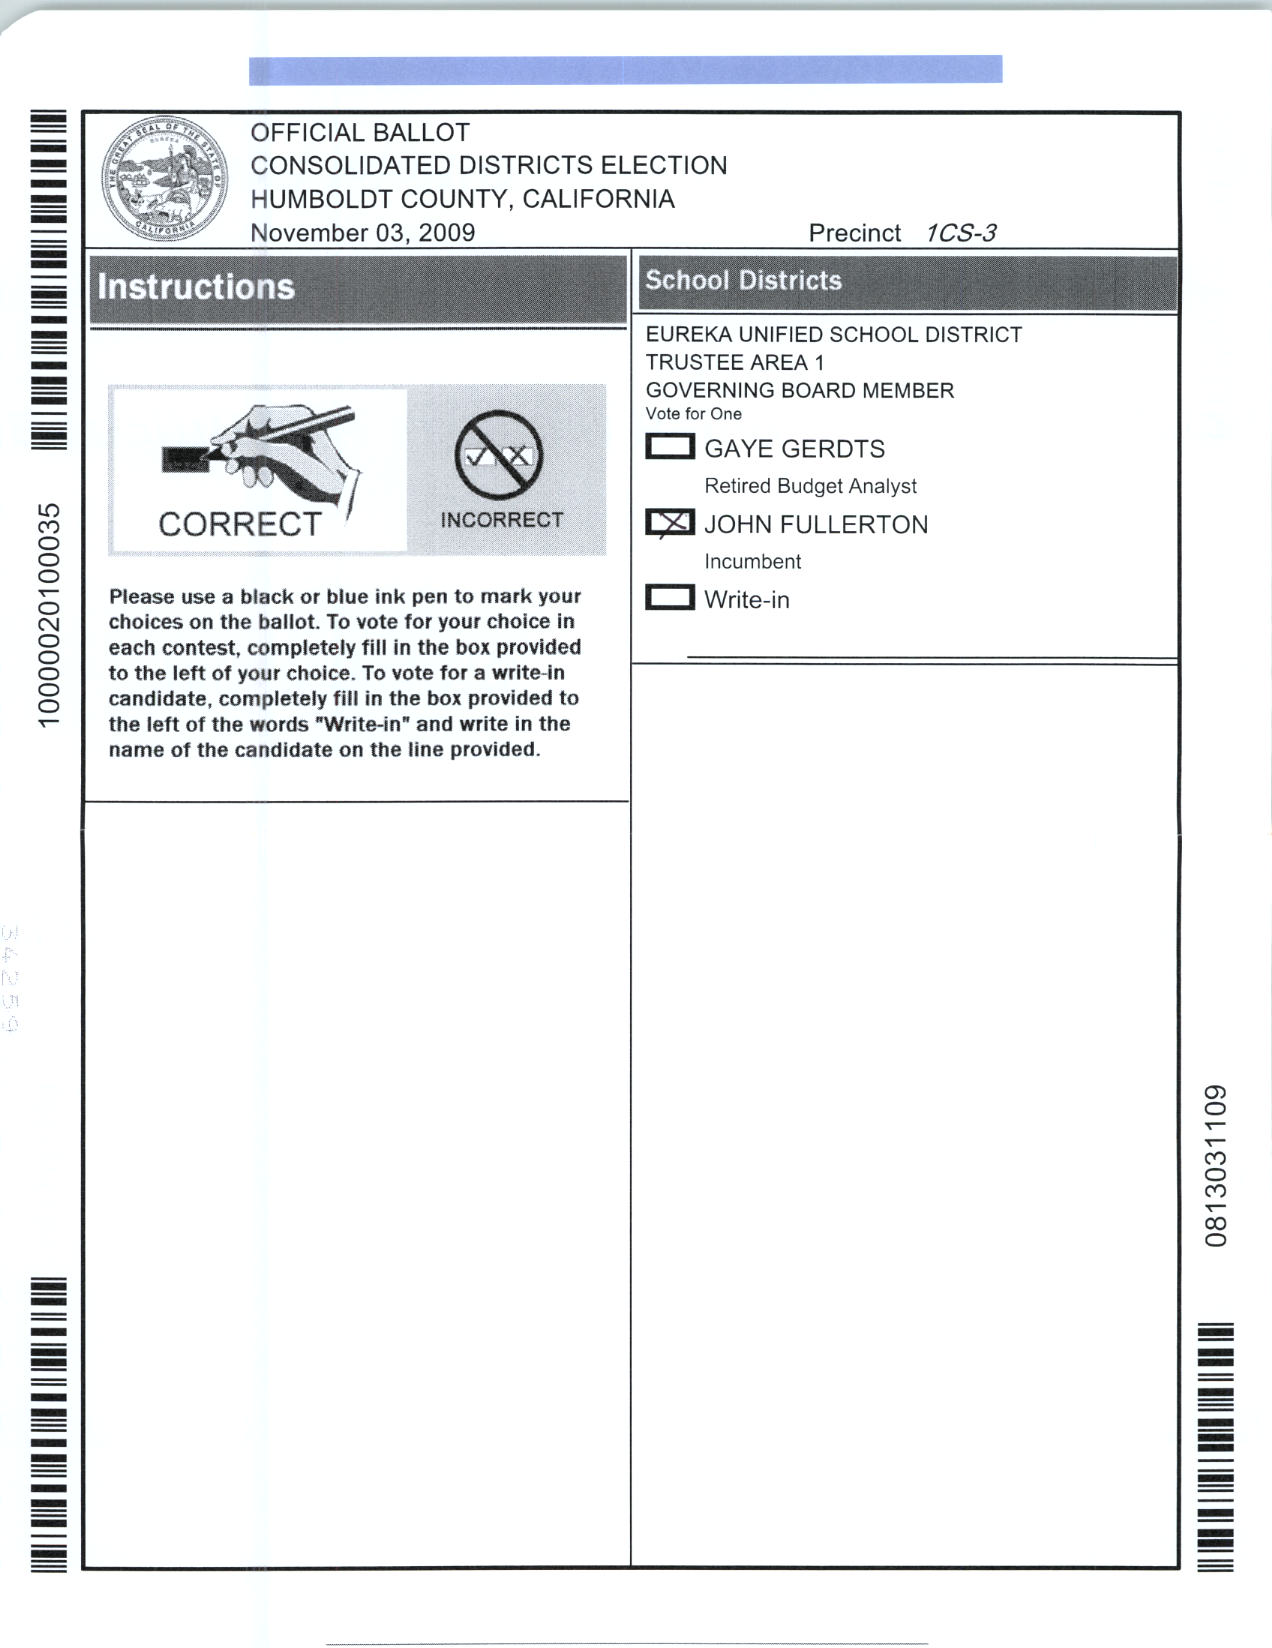 OFFICIAL BALLOT
CONSOLIDATED DISTRICTS ELECTION
HUMBOLDT COUNTY, CALIFORNIA
November 03, 2009
Precinct 1CS-3
THE GREAT SEAL OF THE STATE OF CALIFORNIA
EUREKA
Instructions
CORRECT
INCORRECT
Please use a black or blue ink pen to mark your
choices on the ballot. To vote for your choice in
each contest, completely fill in the box provided
to the left of your choice. To vote for a write-in
candidate, completely fill in the box provided to
the left of the words "Write-in" and write in the
name of the candidate on the line provided.
School Districts
EUREKA UNIFIED SCHOOL DISTRICT
TRUSTEE AREA 1
GOVERNING BOARD MEMBER
Vote for One
GAYE GERDTS
Retired Budget Analyst
JOHN FULLERTON
Incumbent
Write-in
10000020100035
34259
0813031109